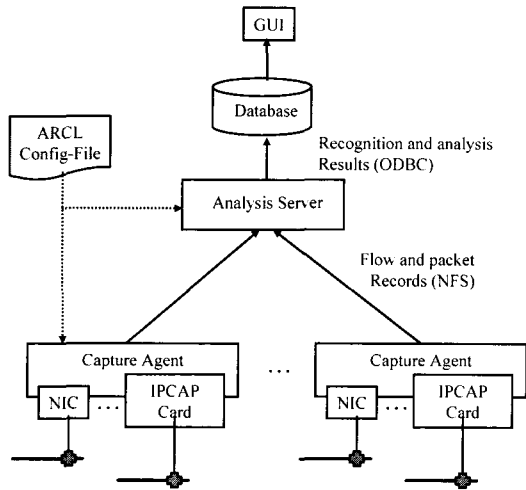 GUI
Database
ARCL
Config-File
Recognition and analysis
Results (ODBC)
Analysis Server
Flow and packet
Records (NFS)
Capture Agent
NIC
...
IPCAP
Card
...
Capture Agent
NIC
...
IPCAP
Card